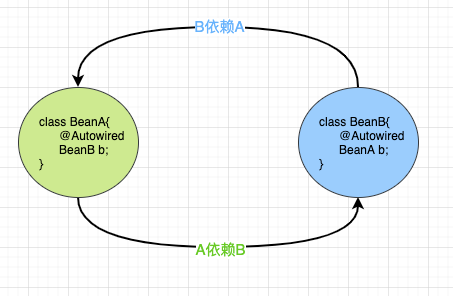 B依赖A
class BeanA{
@Autowired
BeanB b;
}
class BeanB{
@Autowired
BeanA b;
}
A依赖B